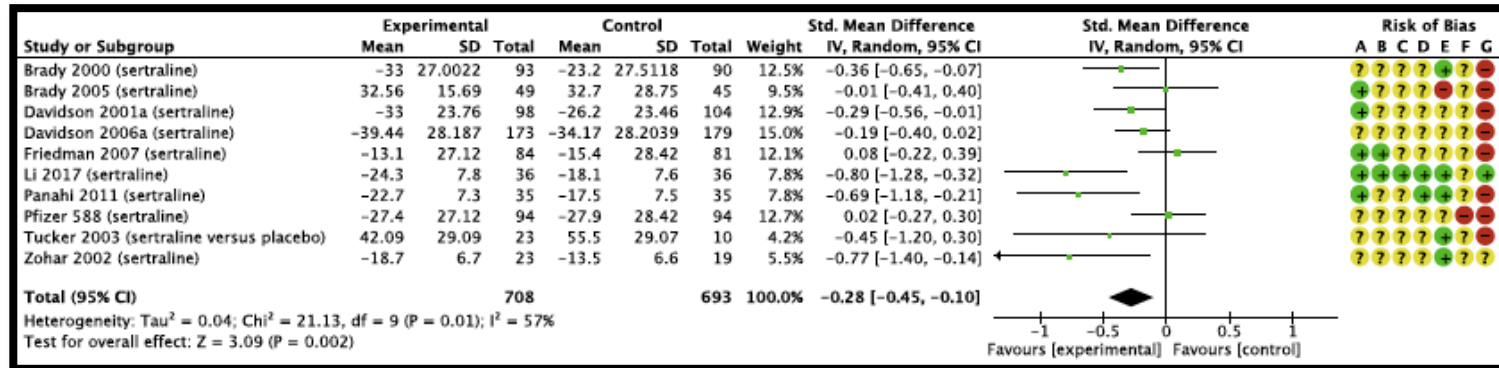 Experimental Control Std. Mean Difference Std. Mean Difference Risk of Bias
Study or Subgroup Mean SD Total Mean SD Total Weight IV, Random, 95% CI IV, Random, 95% CI A B C D E F G
Brady 2000 (sertraline) -33 27.0022 93 -23.2 27.5118 90 12.5% -0.36 [-0.65, -0.07] ? ? ? ? + ? −
Brady 2005 (sertraline) 32.56 15.69 49 32.7 28.75 45 9.5% -0.01 [-0.41, 0.40] + ? ? ? − ? −
Davidson 2001a (sertraline) -33 23.76 98 -26.2 23.46 104 12.9% -0.29 [-0.56, -0.01] + ? ? ? ? ? −
Davidson 2006a (sertraline) -39.44 28.187 173 -34.17 28.2039 179 15.0% -0.19 [-0.40, 0.02] ? ? ? ? ? ? −
Friedman 2007 (sertraline) -13.1 27.12 84 -15.4 28.42 81 12.1% 0.08 [-0.22, 0.39] + + ? ? ? ? −
Li 2017 (sertraline) -24.3 7.8 36 -18.1 7.6 36 7.8% -0.80 [-1.28, -0.32] + + + + + ? +
Panahi 2011 (sertraline) -22.7 7.3 35 -17.5 7.5 35 7.8% -0.69 [-1.18, -0.21] + ? ? + + ? −
Pfizer 588 (sertraline) -27.4 27.12 94 -27.9 28.42 94 12.7% 0.02 [-0.27, 0.30] ? ? ? ? ? − −
Tucker 2003 (sertraline versus placebo) 42.09 29.09 23 55.5 29.07 10 4.2% -0.45 [-1.20, 0.30] ? ? ? ? + ? −
Zohar 2002 (sertraline) -18.7 6.7 23 -13.5 6.6 19 5.5% -0.77 [-1.40, -0.14] ? ? ? ? + ? ?
Total (95% CI) 708 693 100.0% -0.28 [-0.45, -0.10]
Heterogeneity: Tau² = 0.04; Chi² = 21.13, df = 9 (P = 0.01); I² = 57%
Test for overall effect: Z = 3.09 (P = 0.002)
-1 -0.5 0 0.5 1
Favours [experimental] Favours [control]